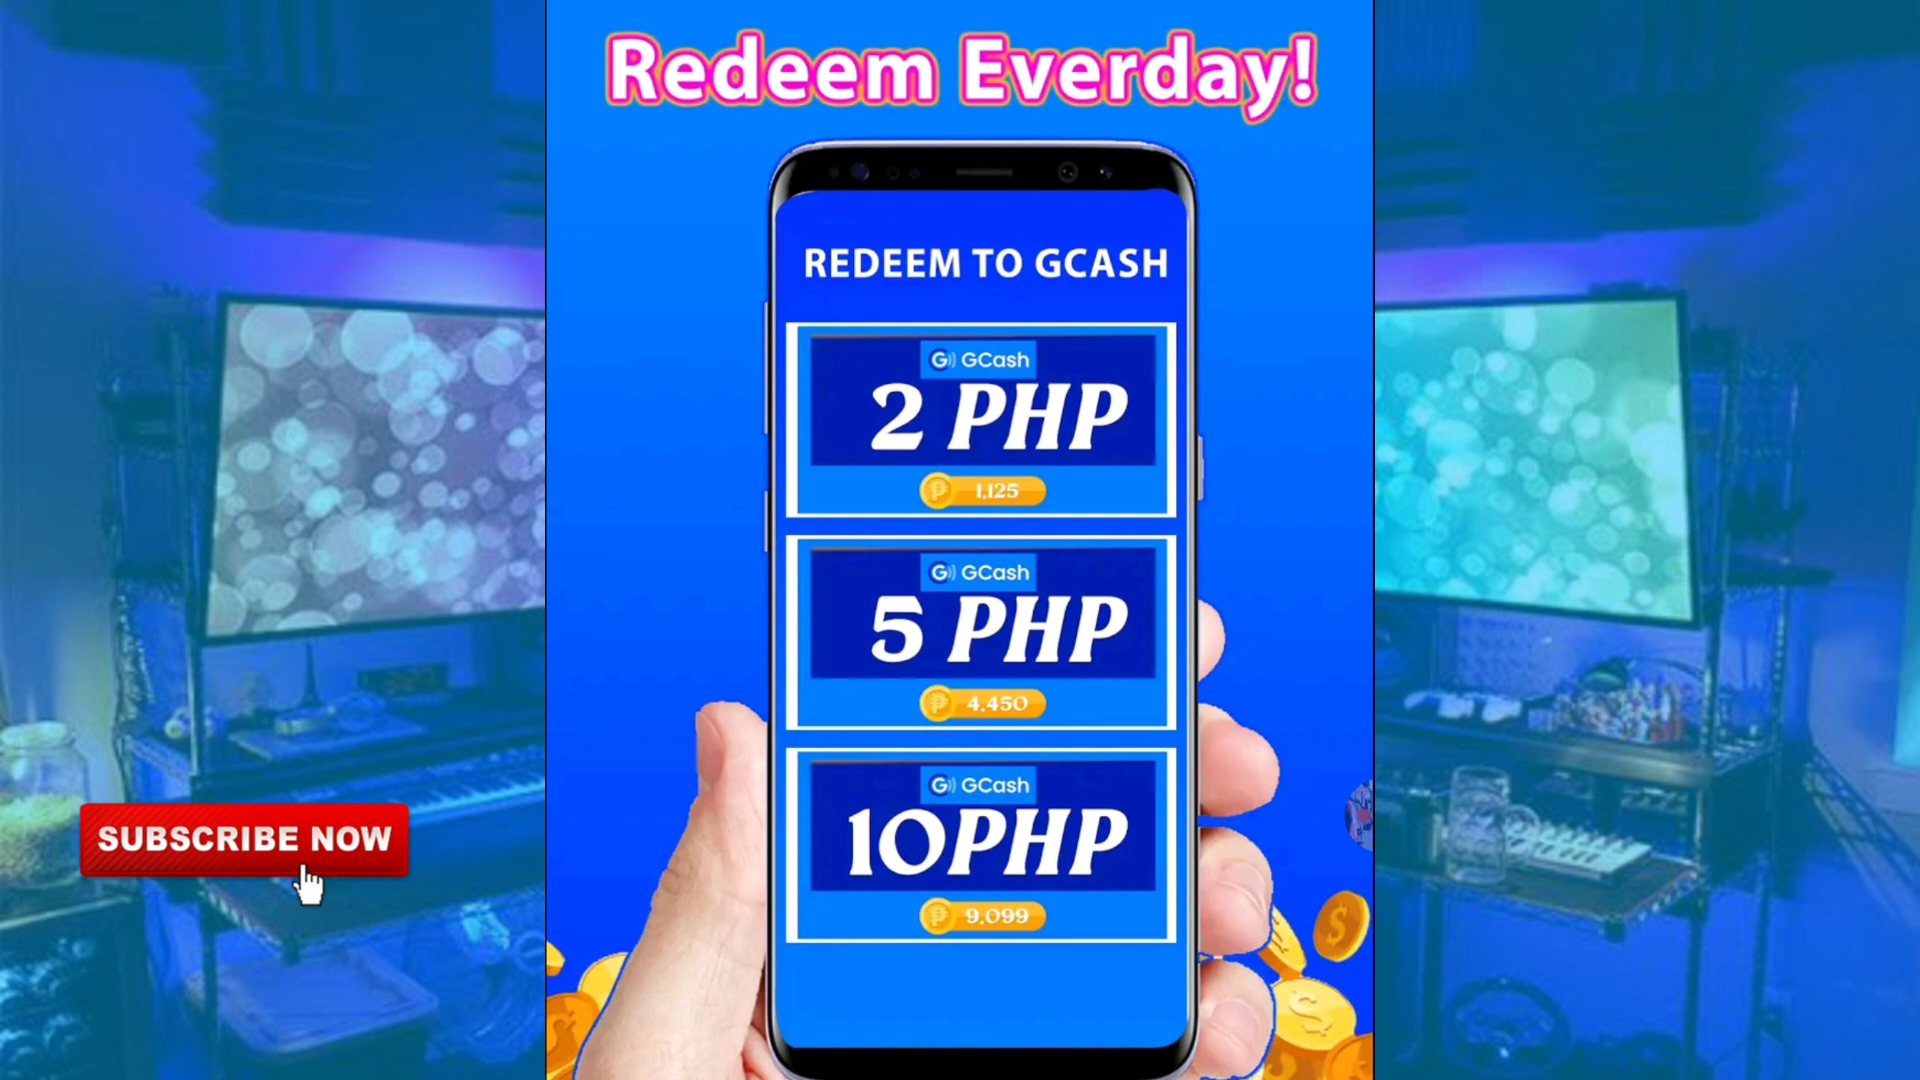 Redeem Everday!
REDEEM TO GCASH
G GCash
2 PHP
₱ 1,125
G GCash
5 PHP
₱ 4,450
G GCash
10PHP
₱ 9,099
SUBSCRIBE NOW
$
$